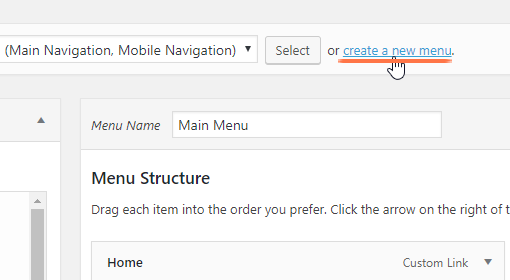 (Main Navigation, Mobile Navigation) Select or create a new menu.
Menu Name Main Menu
Menu Structure
Drag each item into the order you prefer. Click the arrow on the right of t
Home Custom Link